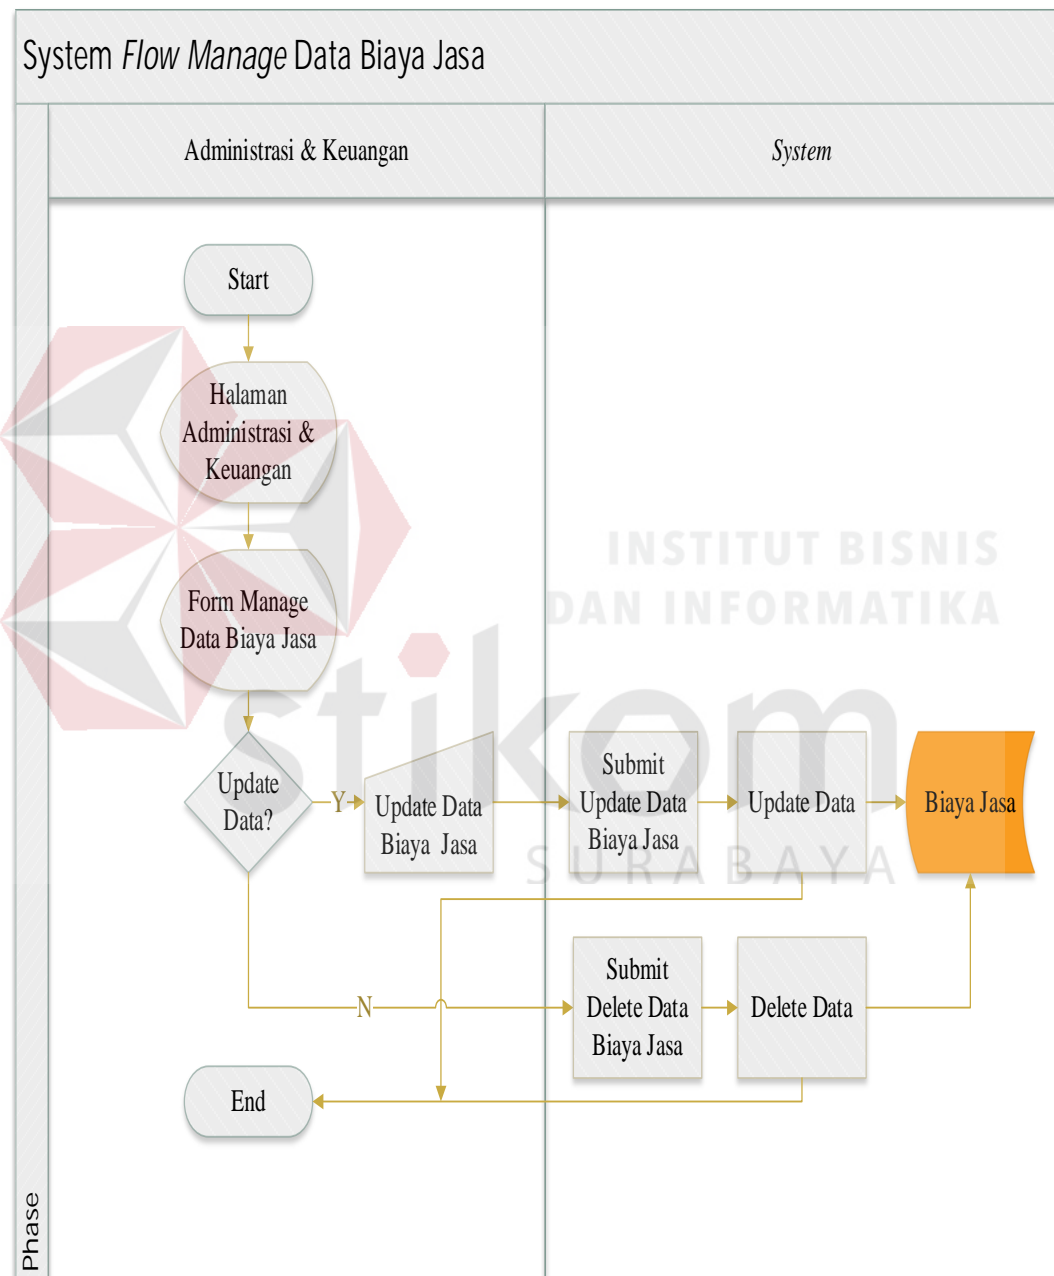 System Flow Manage Data Biaya Jasa
Administrasi & Keuangan
System
Start
Halaman
Administrasi &
Keuangan
INSTITUT BISNIS
DAN INFORMATIKA
Form Manage
Data Biaya Jasa
stikom
SURABAYA
Update
Data?
Y
Update Data
Biaya Jasa
Submit
Update Data
Biaya Jasa
Update Data
Biaya Jasa
N
Submit
Delete Data
Biaya Jasa
Delete Data
End
Phase